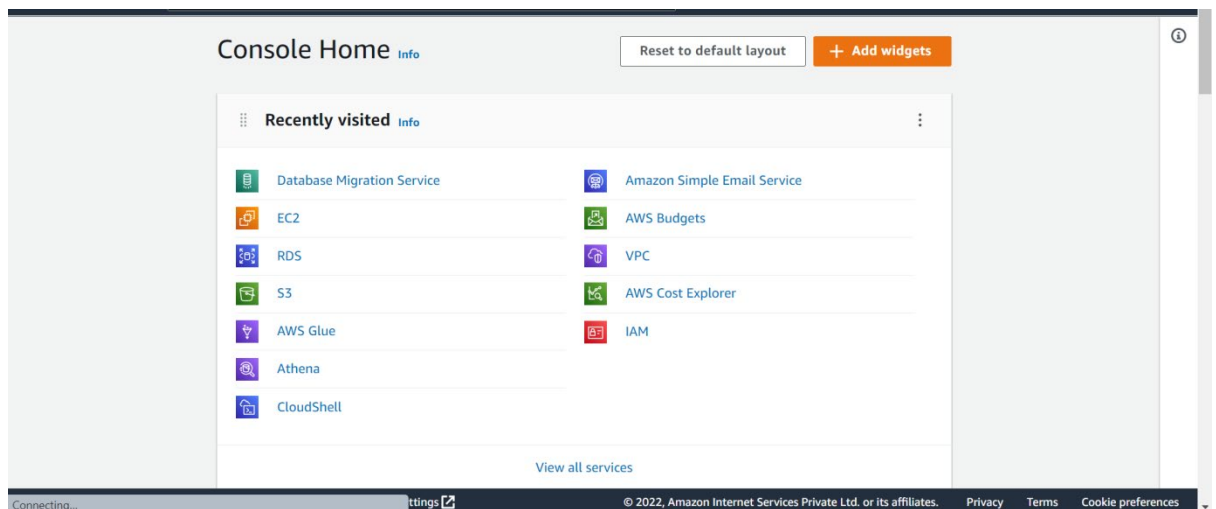 Console Home Info
Reset to default layout
+ Add widgets
Recently visited Info
Database Migration Service
EC2
RDS
S3
AWS Glue
Athena
CloudShell
Amazon Simple Email Service
AWS Budgets
VPC
AWS Cost Explorer
IAM
View all services
Connecting...
ttings
© 2022, Amazon Internet Services Private Ltd. or its affiliates. Privacy Terms Cookie preferences